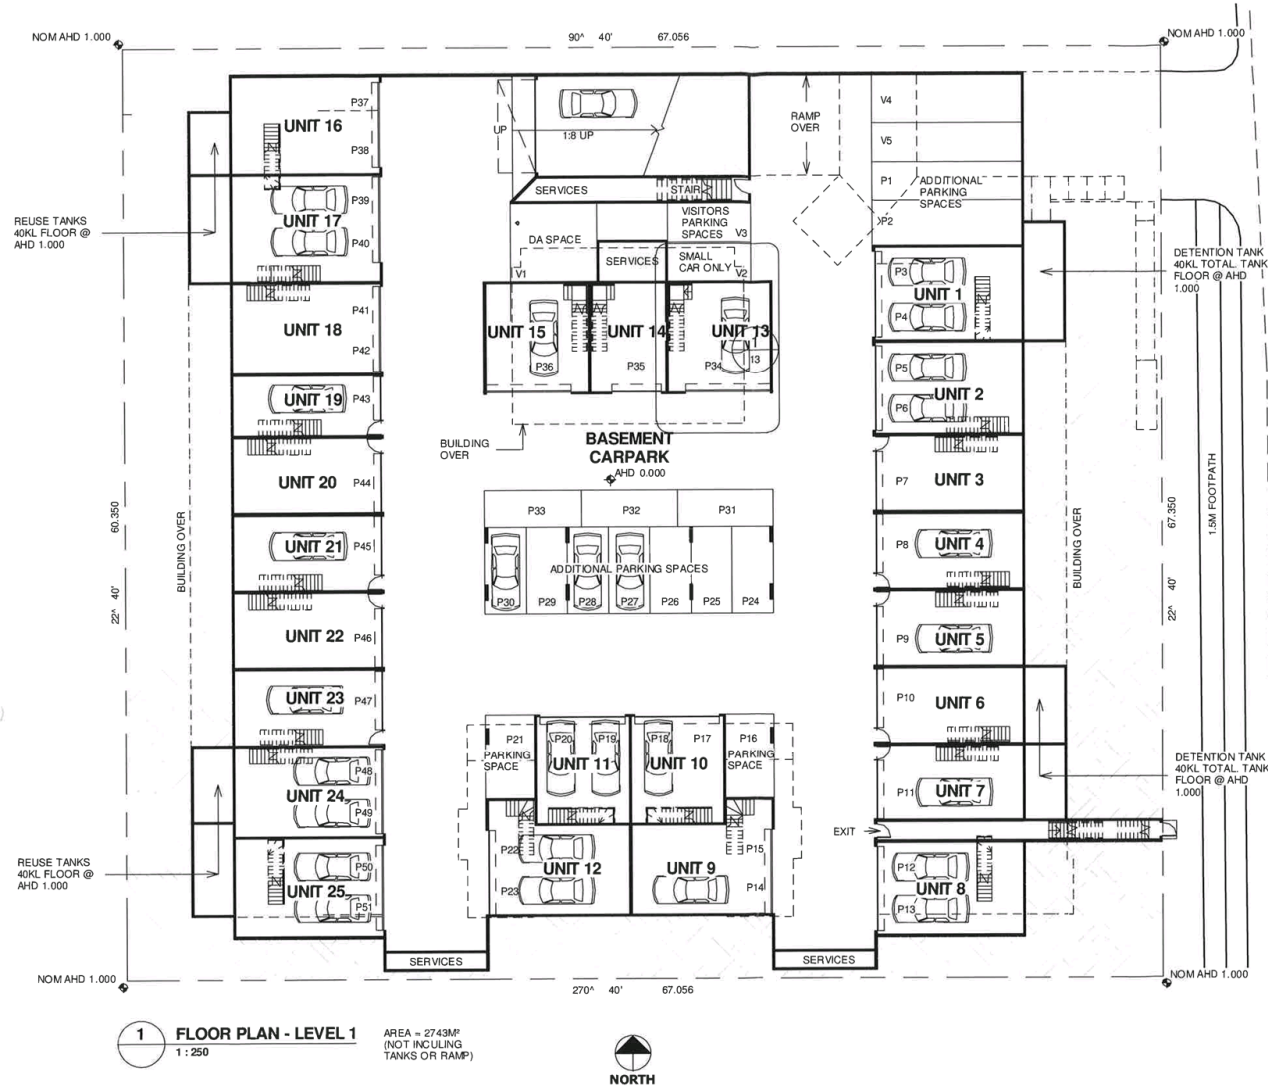 NOM AHD 1.000
90^ 40' 67.056
NOM AHD 1.000
P37
UNIT 16
P38
UP
1:8 UP
RAMP
OVER
V4
V5
P1
ADDITIONAL
PARKING
SPACES
P2
SERVICES
STAIR
VISITORS
PARKING
SPACES
V3
DA SPACE
SERVICES
SMALL
CAR ONLY
V1
V2
REUSE TANKS
40KL FLOOR @
AHD 1.000
P39
UNIT 17
P40
DETENTION TANK
40KL TOTAL. TANK
FLOOR @ AHD
1.000
P3
UNIT 1
P4
P41
UNIT 18
P42
UNIT 15
P36
UNIT 14
P35
UNIT 13
P34
1
13
P5
UNIT 2
P6
UNIT 19
P43
BUILDING
OVER
BASEMENT
CARPARK
AHD 0.000
UNIT 20
P44
P7
UNIT 3
P33
P32
P31
UNIT 21
P45
P8
UNIT 4
ADDITIONAL PARKING SPACES
P30
P29
P28
P27
P26
P25
P24
22^ 40' 60.350
BUILDING OVER
BUILDING OVER
22^ 40' 67.350
1.5M FOOTPATH
UNIT 22
P46
P9
UNIT 5
UNIT 23
P47
P10
UNIT 6
P21
PARKING
SPACE
P20
P19
UNIT 11
P18
P17
UNIT 10
P16
PARKING
SPACE
P48
UNIT 24
P49
P11
UNIT 7
DETENTION TANK
40KL TOTAL. TANK
FLOOR @ AHD
1.000
EXIT
REUSE TANKS
40KL FLOOR @
AHD 1.000
P50
UNIT 25
P51
P22
UNIT 12
P23
UNIT 9
P15
P14
P12
UNIT 8
P13
SERVICES
SERVICES
NOM AHD 1.000
270^ 40' 67.056
NOM AHD 1.000
1
FLOOR PLAN - LEVEL 1
1 : 250
AREA = 2743M²
(NOT INCULING
TANKS OR RAMP)
NORTH